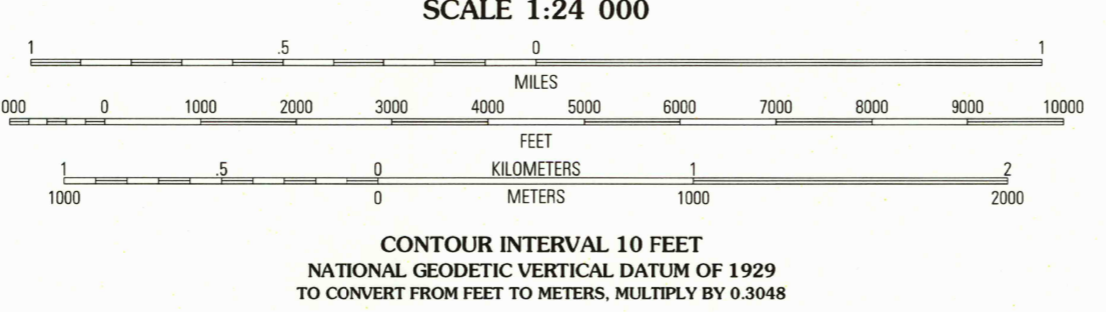 SCALE 1:24 000
1 .5 0 1
MILES
000 0 1000 2000 3000 4000 5000 6000 7000 8000 9000 10000
FEET
1 .5 0 KILOMETERS 1 2
1000 0 METERS 1000 2000
CONTOUR INTERVAL 10 FEET
NATIONAL GEODETIC VERTICAL DATUM OF 1929
TO CONVERT FROM FEET TO METERS, MULTIPLY BY 0.3048